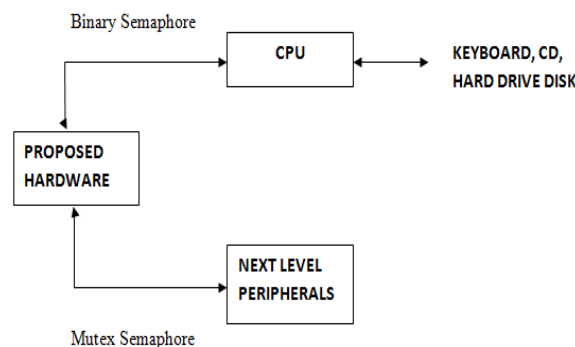 Binary Semaphore
CPU
KEYBOARD, CD,
HARD DRIVE DISK
PROPOSED
HARDWARE
NEXT LEVEL
PERIPHERALS
Mutex Semaphore